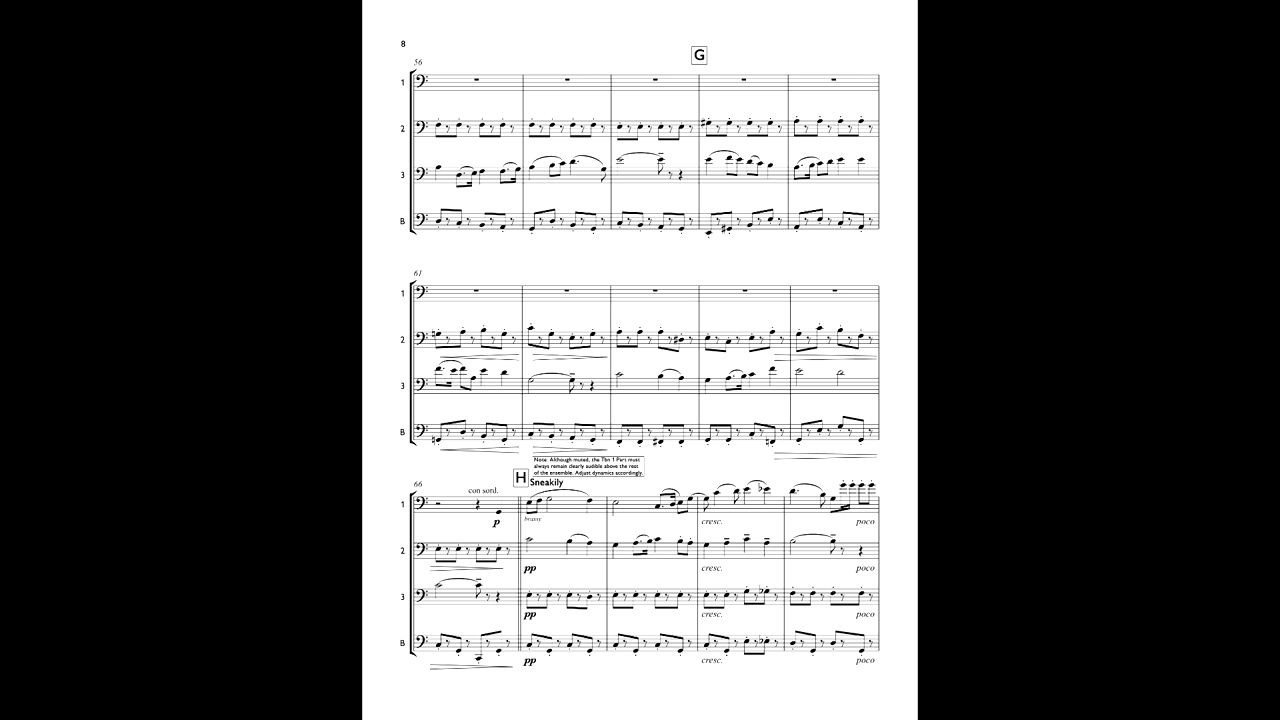 8
G
56
1
2
3
B
61
1
2
3
B
Note: Although muted, the Tbn 1 Part must
always remain clearly audible above the rest
of the ensemble. Adjust dynamics accordingly.
H Sneakily
66
con sord.
1
p
brassy
cresc.
poco
2
pp
cresc.
poco
3
pp
cresc.
poco
B
pp
cresc.
poco